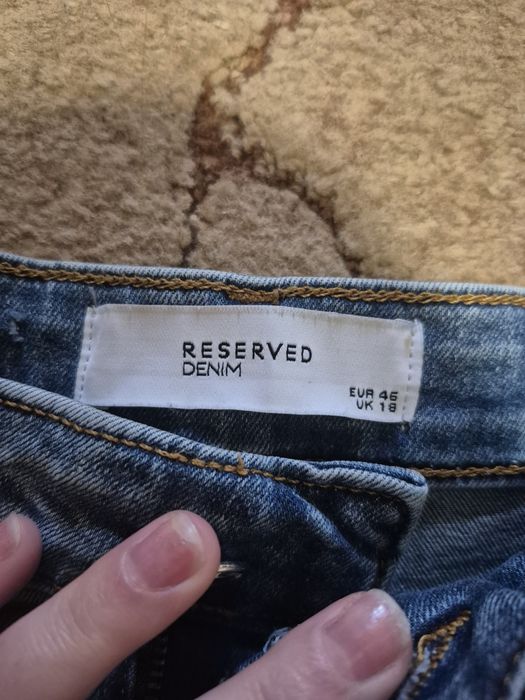 RESERVED
DENIM
EUR 46
UK 18